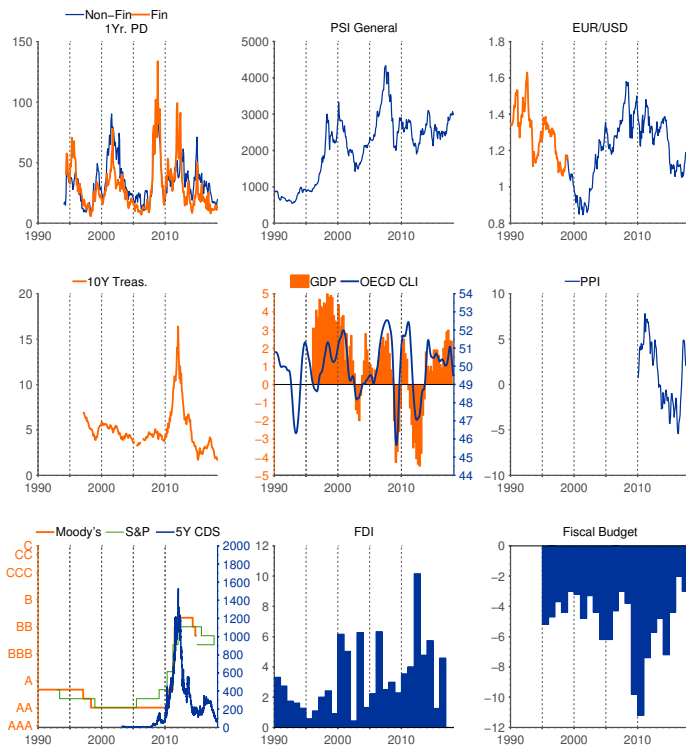 Non-Fin Fin
1Yr. PD
150
100
50
0
1990 2000 2010
PSI General
5000
4000
3000
2000
1000
0
1990 2000 2010
EUR/USD
1.8
1.6
1.4
1.2
1.0
0.8
1990 2000 2010
10Y Treas.
20
15
10
5
0
1990 2000 2010
GDP OECD CLI
5 54
4 53
3 52
2
1 51
0 50
−1 49
−2 48
−3 47
46
−4 45
−5 44
1990 2000 2010
PPI
10
5
0
−5
−10
1990 2000 2010
Moody's S&P 5Y CDS
C 2000
CC 1800
CCC 1600
1400
B 1200
BB 1000
BBB 800
600
A 400
AA 200
AAA 0
1990 2000 2010
FDI
12
10
8
6
4
2
0
1990 2000 2010
Fiscal Budget
0
−2
−4
−6
−8
−10
−12
1990 2000 2010